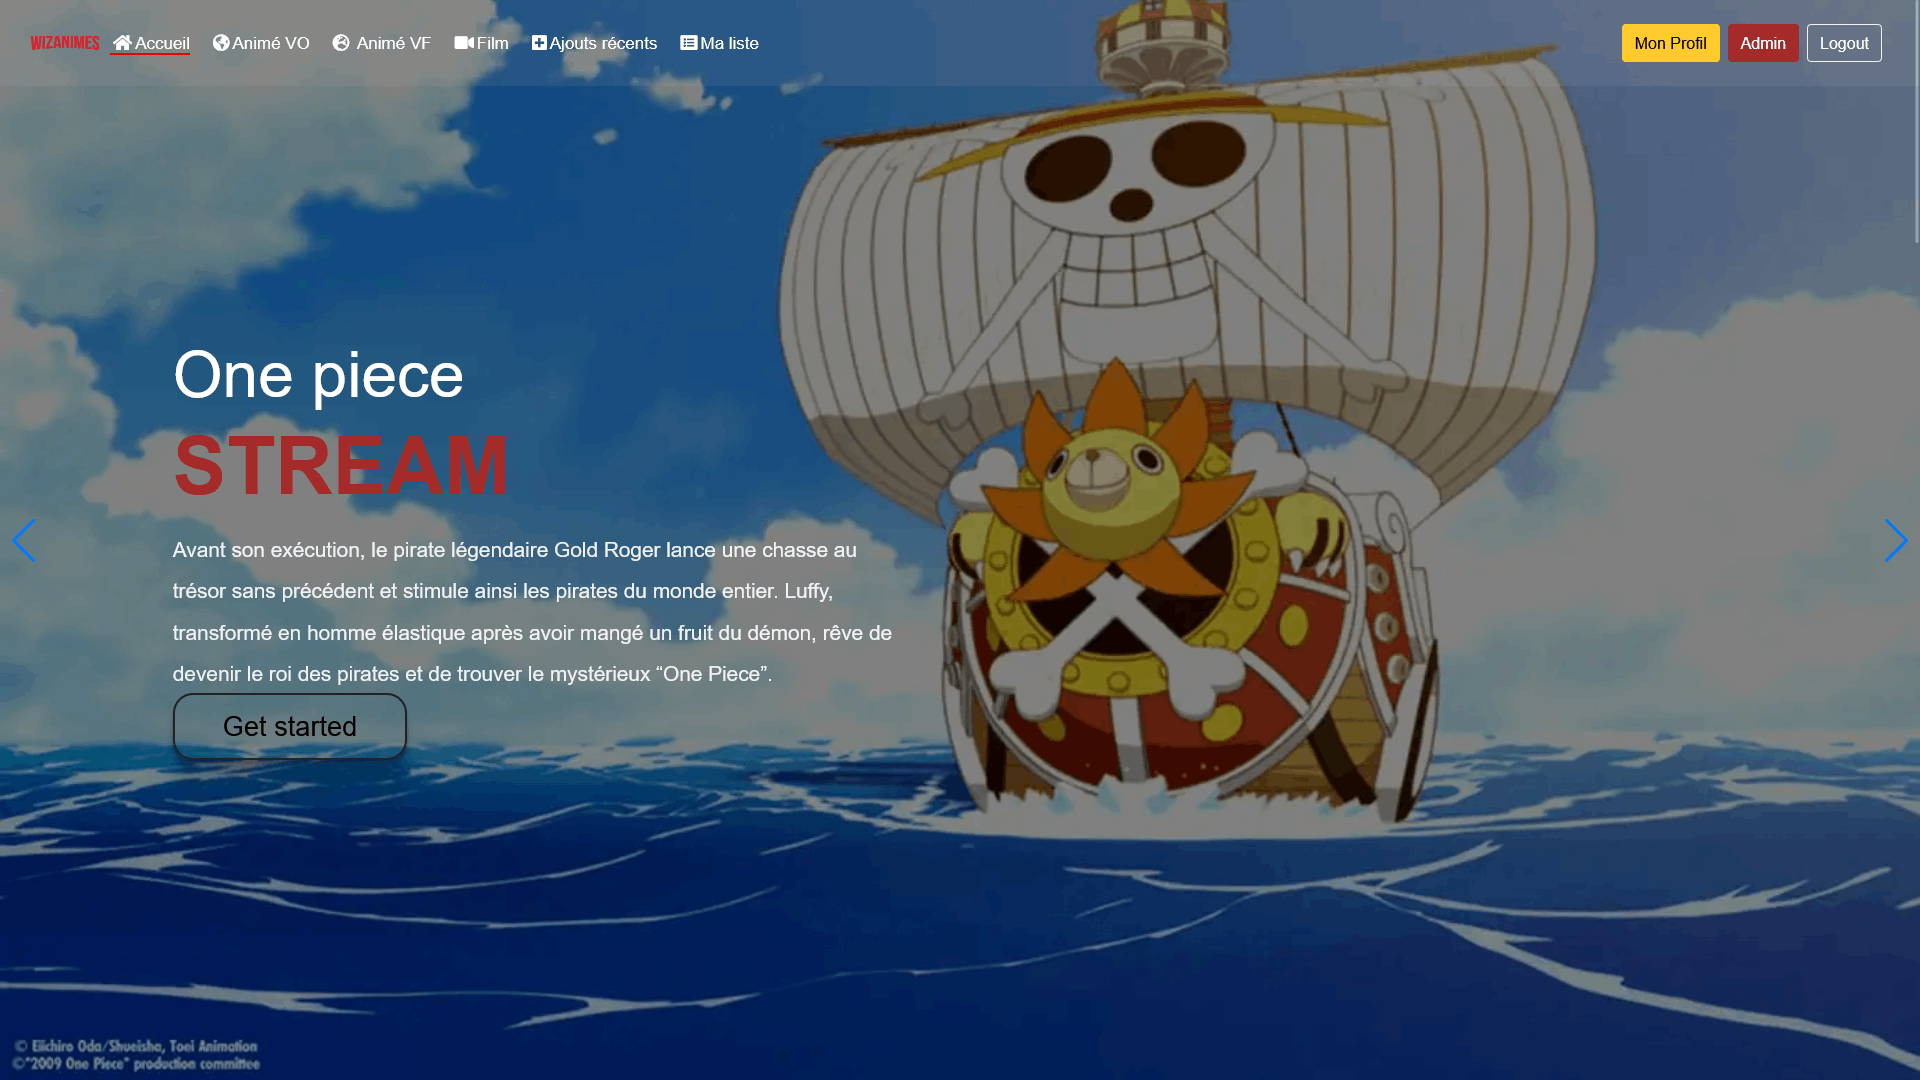 WIZANIMES Accueil Animé VO Animé VF Film Ajouts récents Ma liste Mon Profil Admin Logout
One piece
STREAM
Avant son exécution, le pirate légendaire Gold Roger lance une chasse au
trésor sans précédent et stimule ainsi les pirates du monde entier. Luffy,
transformé en homme élastique après avoir mangé un fruit du démon, rêve de
devenir le roi des pirates et de trouver le mystérieux “One Piece”.
Get started
© Eiichiro Oda/Shueisha, Toei Animation
©"2009 One Piece" production committee